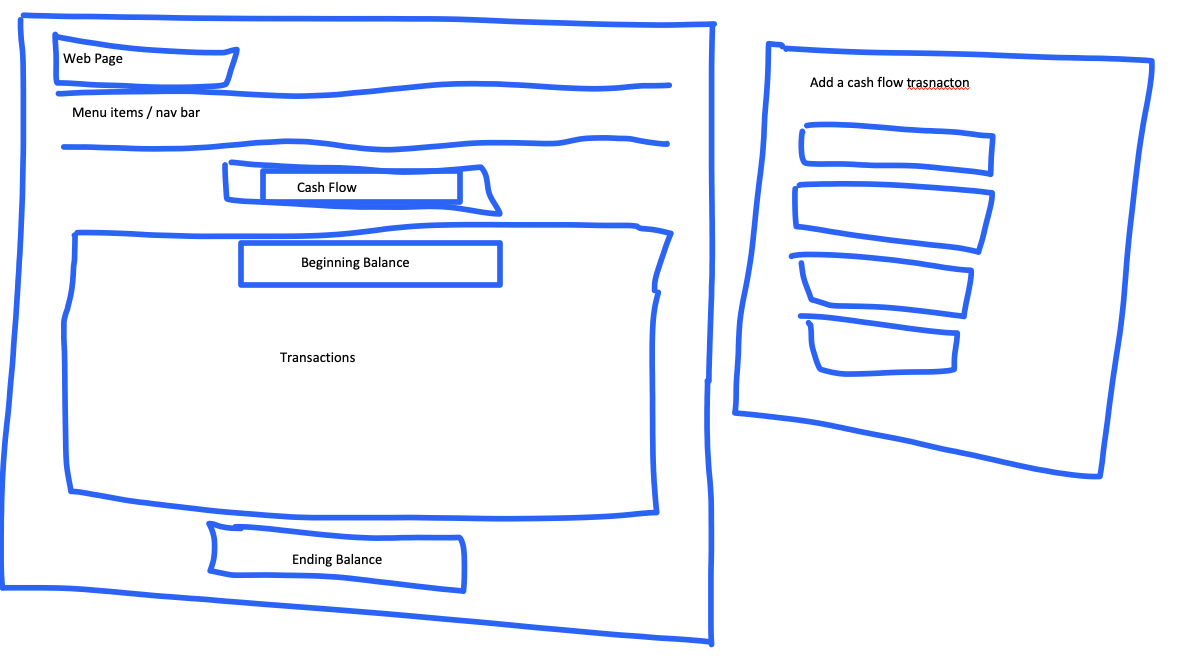 Web Page
Menu items / nav bar
Cash Flow
Beginning Balance
Transactions
Ending Balance
Add a cash flow trasnacton